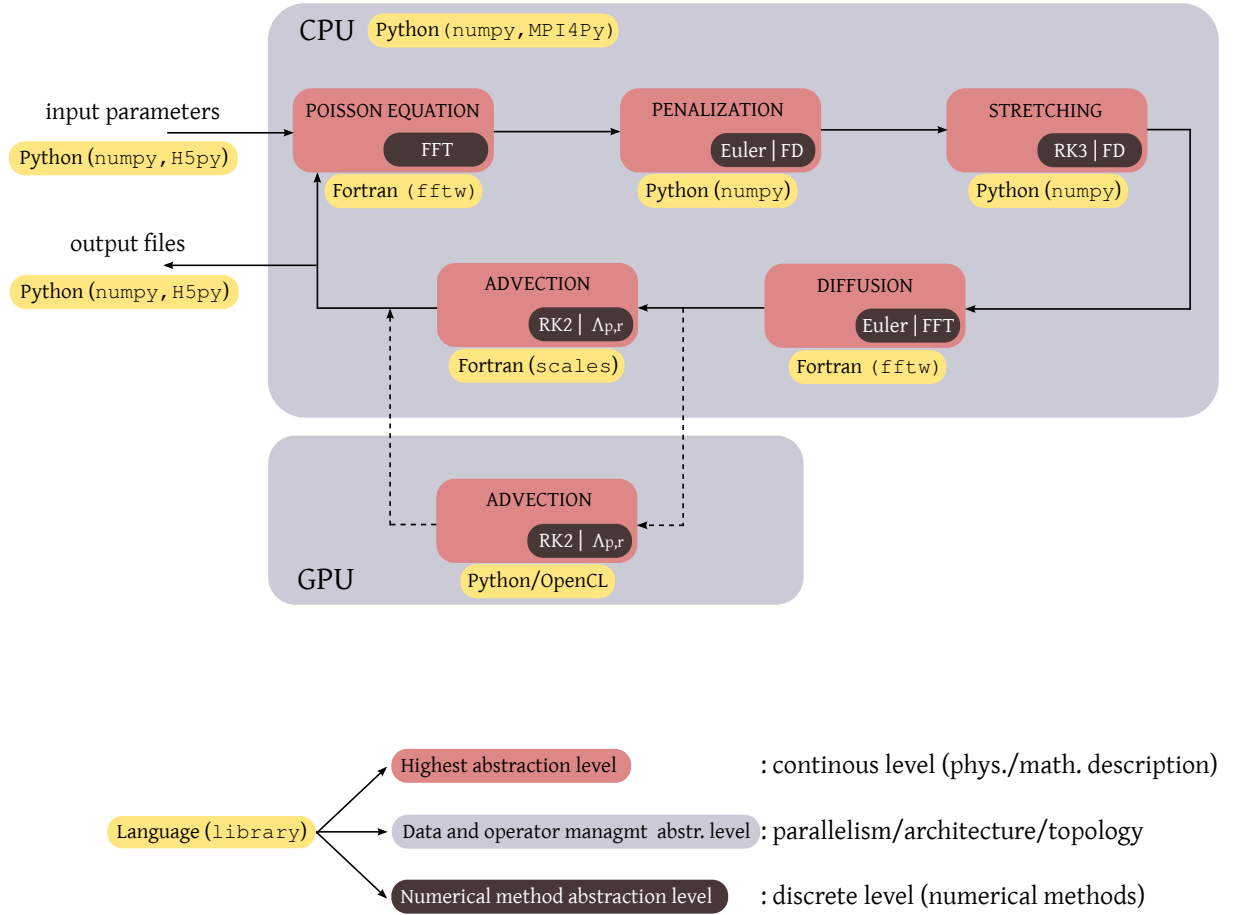 CPU Python (numpy, MPI4Py)
input parameters
Python (numpy, H5py)
POISSON EQUATION
FFT
Fortran (fftw)
PENALIZATION
Euler | FD
Python (numpy)
STRETCHING
RK3 | FD
Python (numpy)
output files
Python (numpy, H5py)
ADVECTION
RK2 | Λp,r
Fortran (scales)
DIFFUSION
Euler | FFT
Fortran (fftw)
ADVECTION
RK2 | Λp,r
Python/OpenCL
GPU
Language (library)
Highest abstraction level : continous level (phys./math. description)
Data and operator managmt abstr. level : parallelism/architecture/topology
Numerical method abstraction level : discrete level (numerical methods)